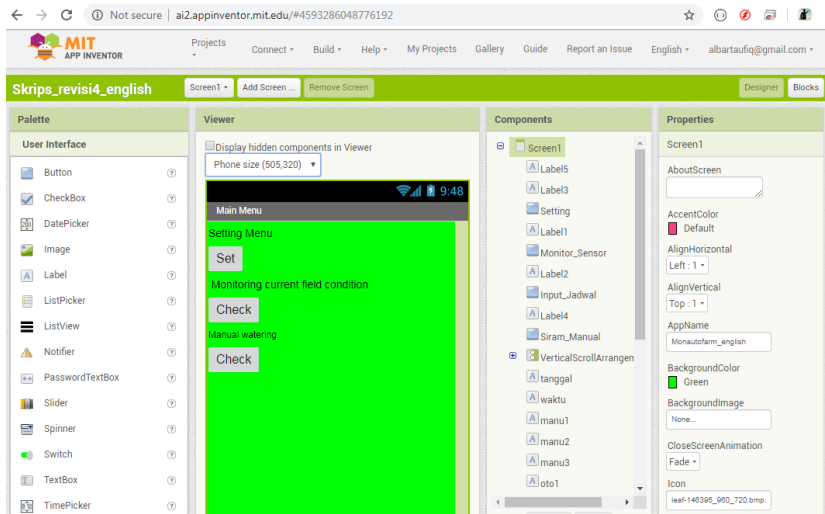 Not secure | ai2.appinventor.mit.edu/#4593286048776192
MIT
APP INVENTOR
Projects
Connect
Build
Help
My Projects
Gallery
Guide
Report an Issue
English
albartaufiq@gmail.com
Skrips_revisi4_english
Screen1
Add Screen ...
Remove Screen
Designer
Blocks
Palette
User Interface
Button
CheckBox
DatePicker
Image
Label
ListPicker
ListView
Notifier
PasswordTextBox
Slider
Spinner
Switch
TextBox
TimePicker
Viewer
Display hidden components in Viewer
Phone size (505,320)
9:48
Main Menu
Setting Menu
Set
Monitoring current field condition
Check
Manual watering
Check
Components
Screen1
Label5
Label3
Setting
Label1
Monitor_Sensor
Label2
Input_Jadwal
Label4
Siram_Manual
VerticalScrollArrangen
tanggal
waktu
manu1
manu2
manu3
oto1
Properties
Screen1
AboutScreen
AccentColor
Default
AlignHorizontal
Left : 1
AlignVertical
Top : 1
AppName
Monautofarm_english
BackgroundColor
Green
BackgroundImage
None...
CloseScreenAnimation
Fade
Icon
leaf-146395_960_720.bmp.